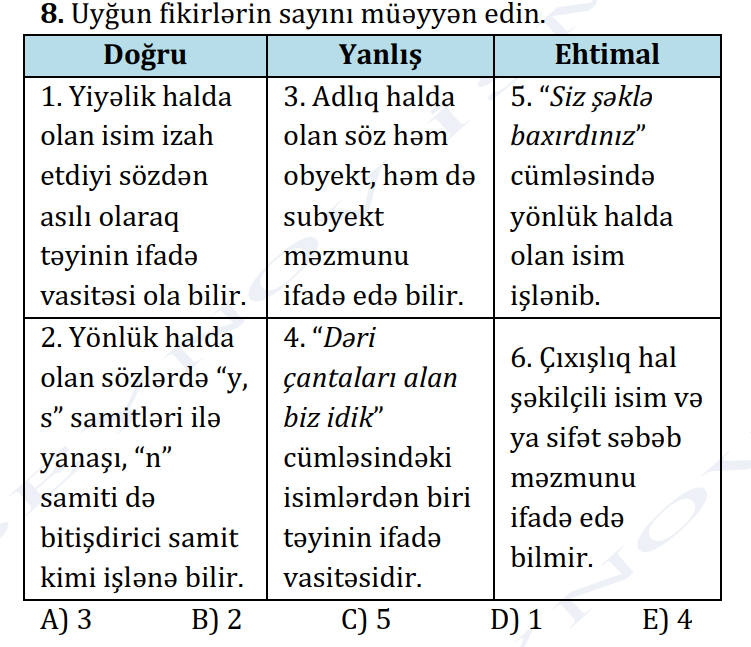 8. Uyğun fikirlərin sayını müəyyən edin.
Doğru
Yanlış
Ehtimal
1. Yiyəlik halda
olan isim izah
etdiyi sözdən
asılı olaraq
təyinin ifadə
vasitəsi ola bilir.
3. Adlıq halda
olan söz həm
obyekt, həm də
subyekt
məzmunu
ifadə edə bilir.
5. “Siz şəklə
baxırdınız”
cümləsində
yönlük halda
olan isim
işlənib.
2. Yönlük halda
olan sözlərdə “y,
s” samitləri ilə
yanaşı, “n”
samiti də
bitişdirici samit
kimi işlənə bilir.
4. “Dəri
çantaları alan
biz idik”
cümləsindəki
isimlərdən biri
təyinin ifadə
vasitəsidir.
6. Çıxışlıq hal
şəkilçili isim və
ya sifət səbəb
məzmunu
ifadə edə
bilmir.
A) 3 B) 2 C) 5 D) 1 E) 4